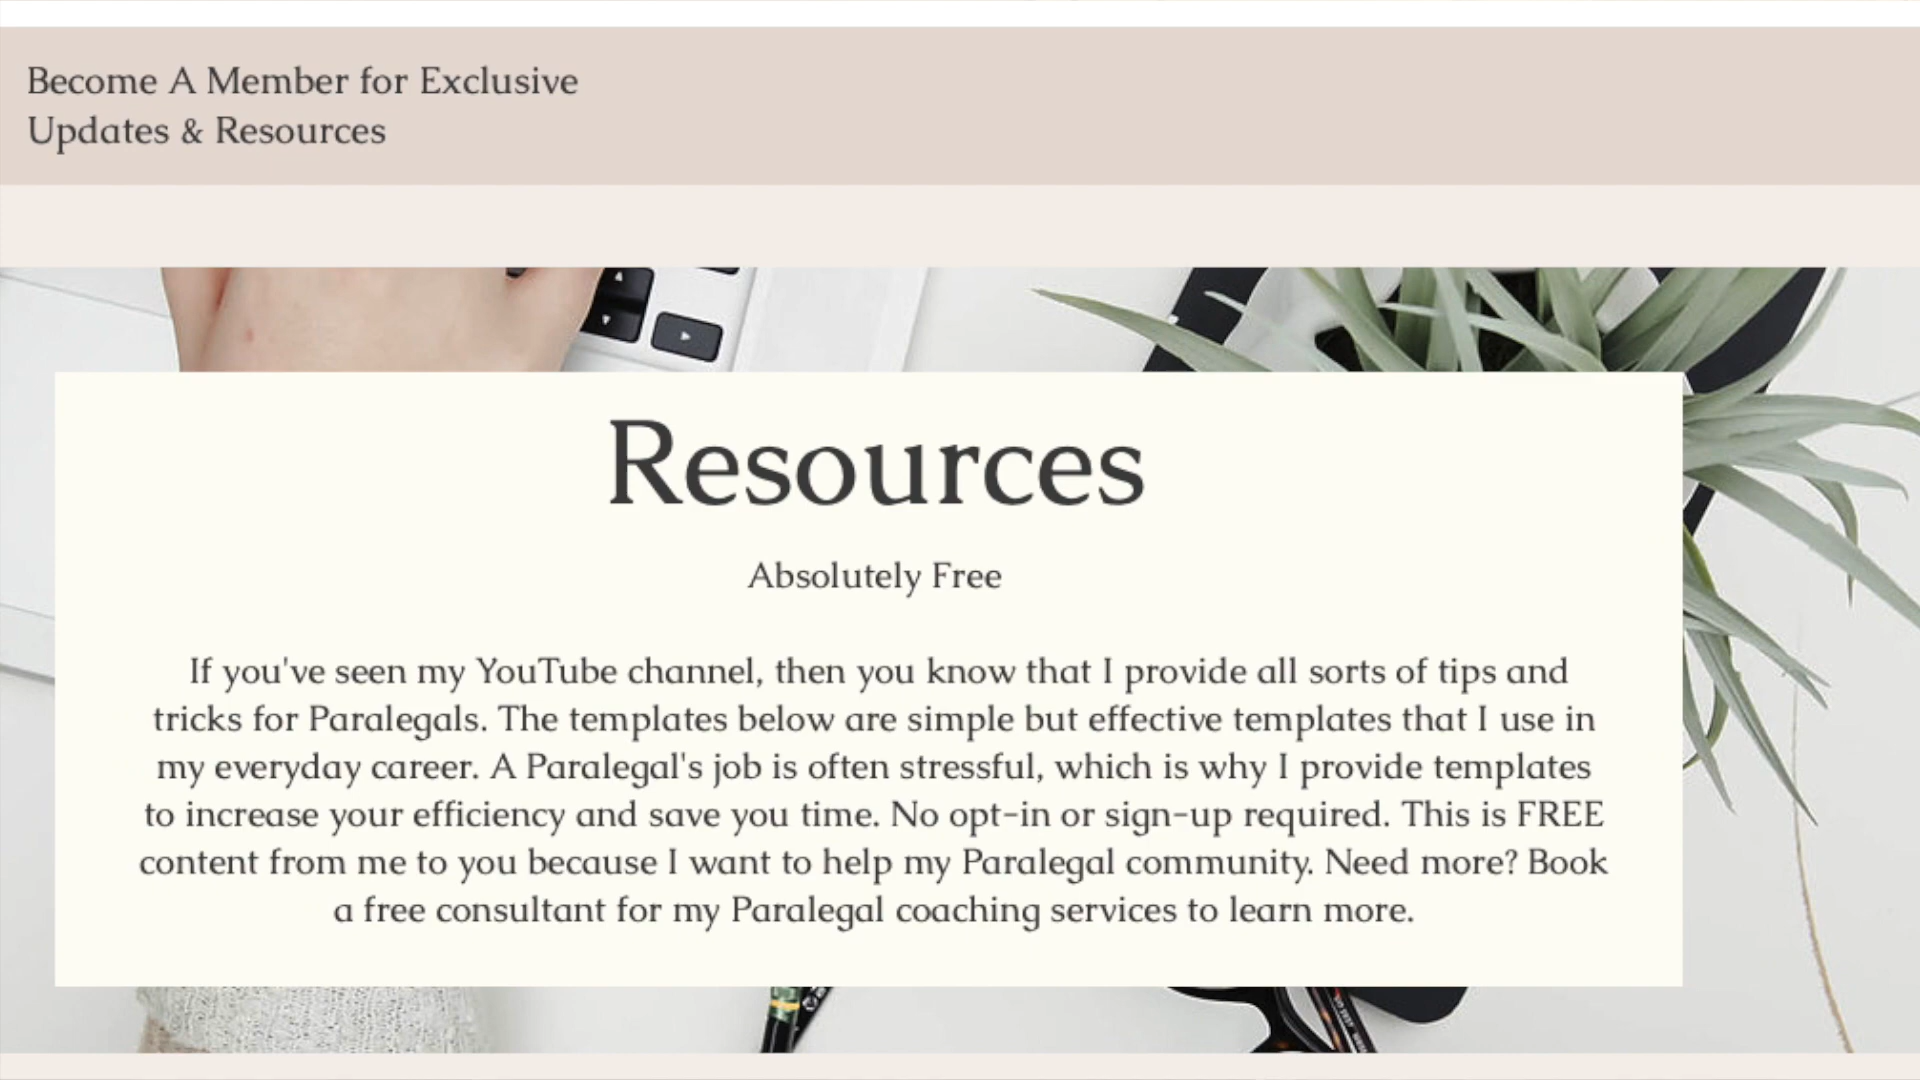 Become A Member for Exclusive
Updates & Resources
Resources
Absolutely Free
If you've seen my YouTube channel, then you know that I provide all sorts of tips and
tricks for Paralegals. The templates below are simple but effective templates that I use in
my everyday career. A Paralegal's job is often stressful, which is why I provide templates
to increase your efficiency and save you time. No opt-in or sign-up required. This is FREE
content from me to you because I want to help my Paralegal community. Need more? Book
a free consultant for my Paralegal coaching services to learn more.